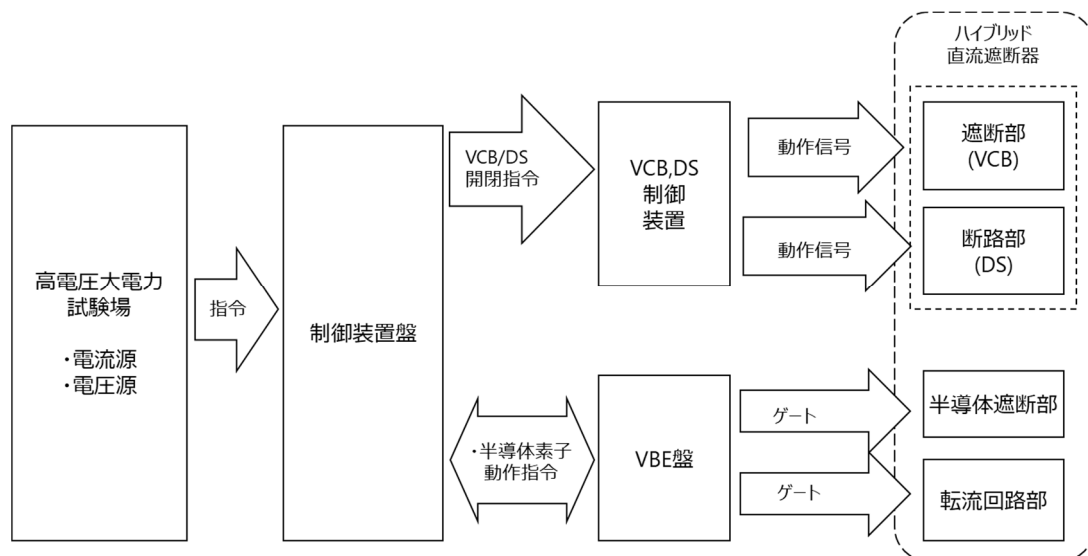 ハイブリッド
直流遮断器
高電圧大電力
試験場
・電流源
・電圧源
指令
制御装置盤
VCB/DS
開閉指令
VCB,DS
制御
装置
動作信号
遮断部
(VCB)
動作信号
断路部
(DS)
・半導体素子
動作指令
VBE盤
ゲート
半導体遮断部
ゲート
転流回路部